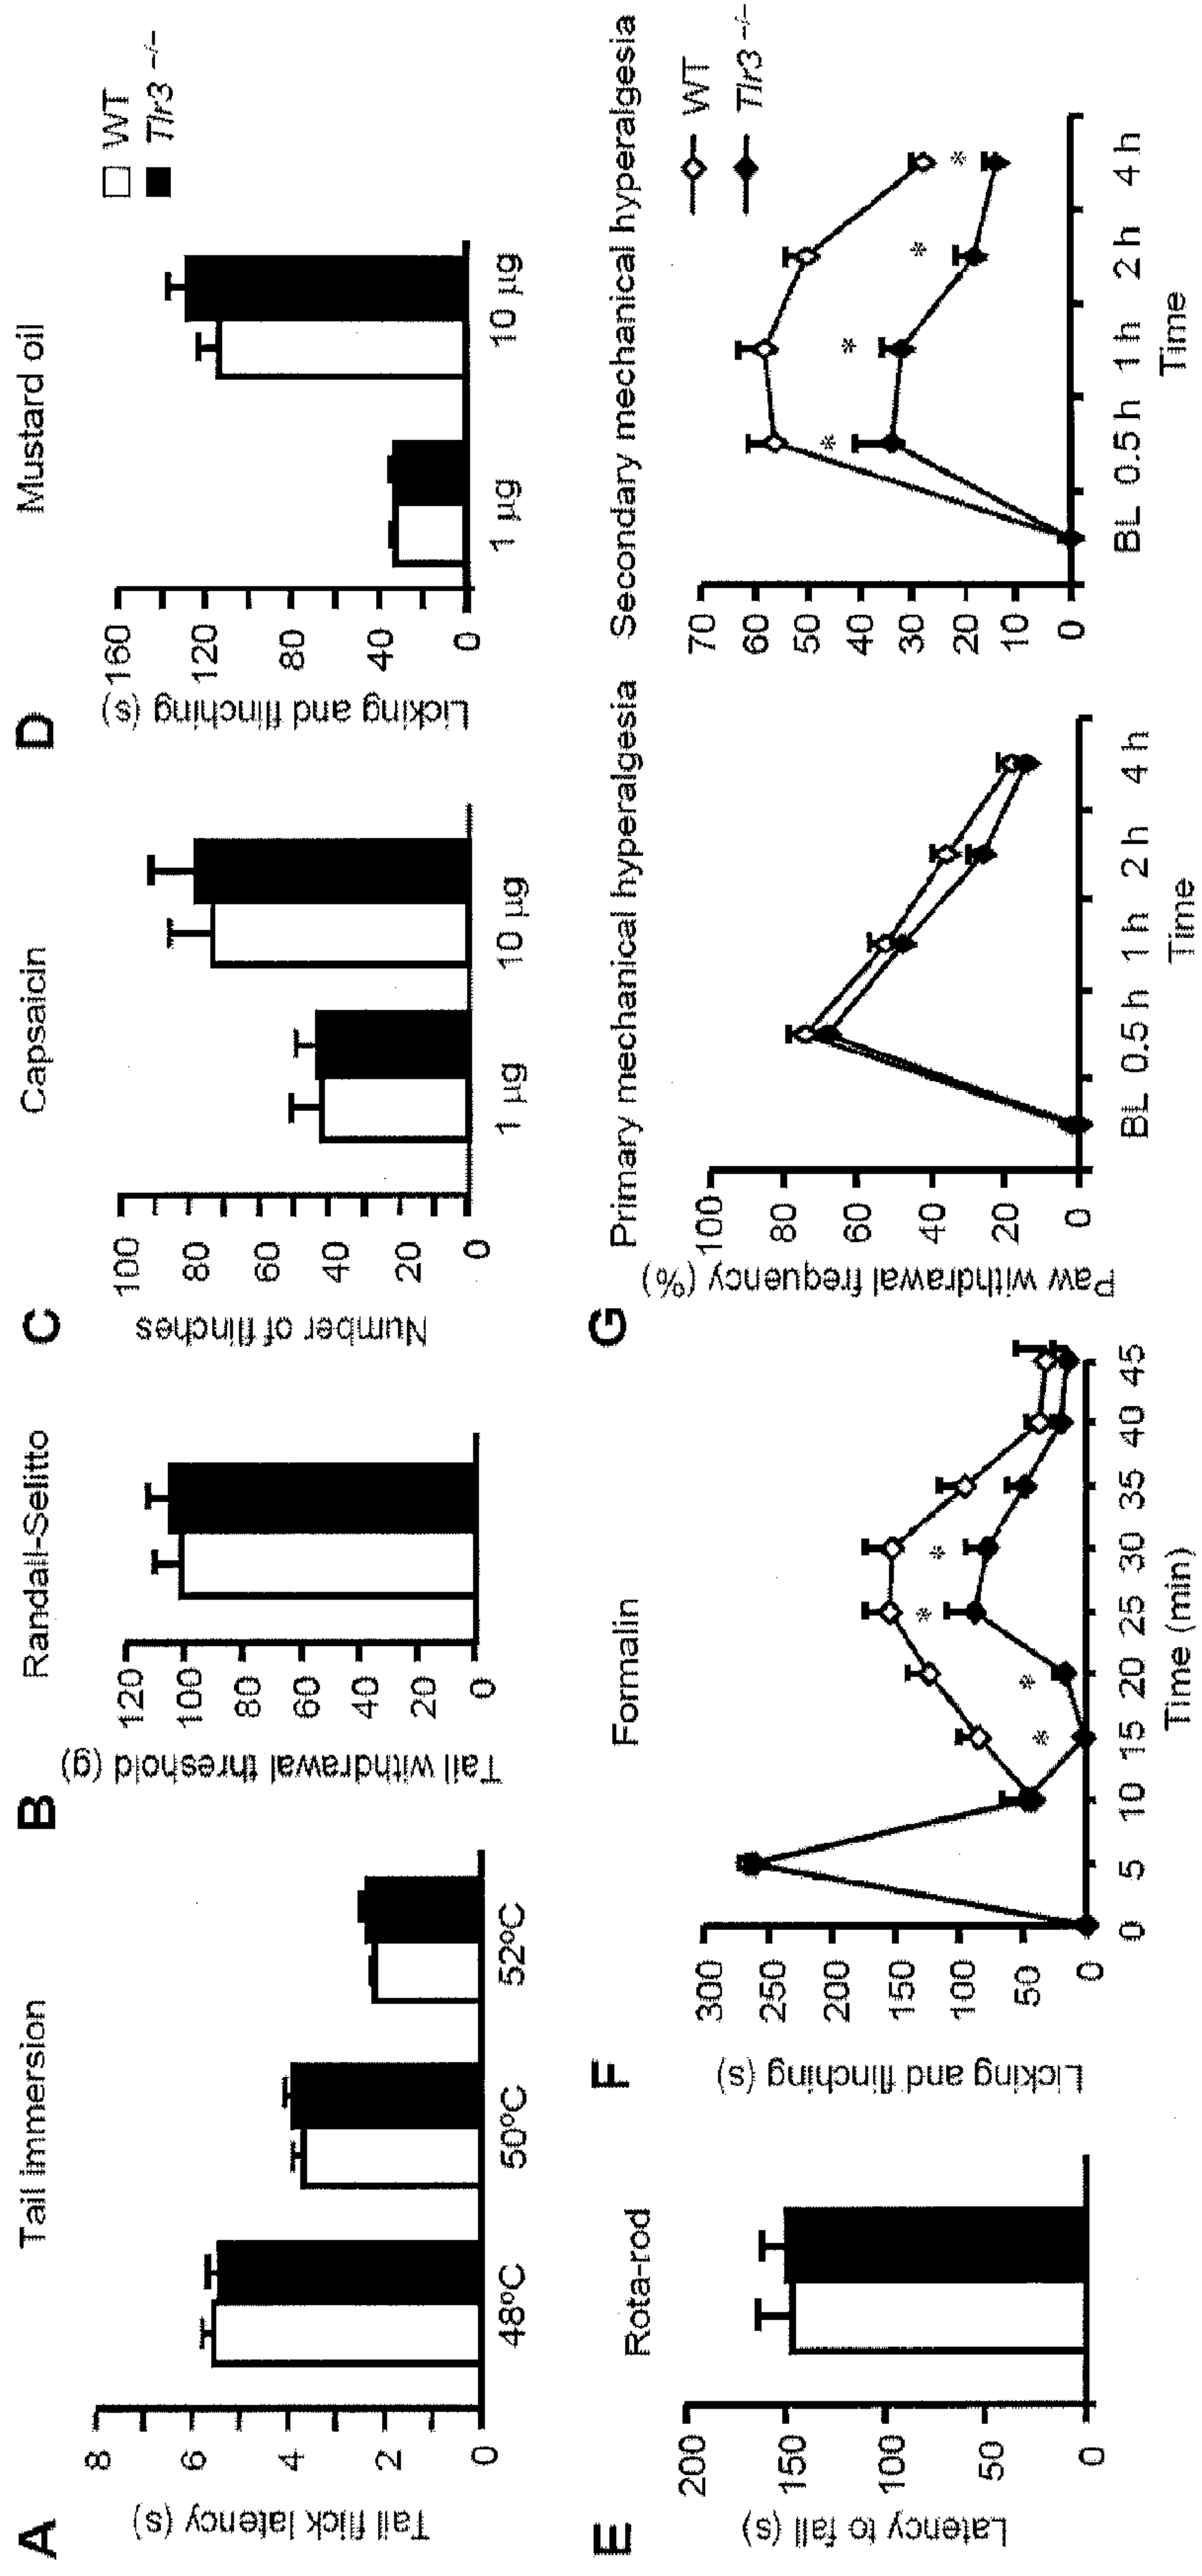 A
Tail immersion
Tail flick latency (s)
8
6
4
2
0
48ºC
50ºC
52ºC
B
Randall-Selitto
Tail withdrawal threshold (g)
120
100
80
60
40
20
0
C
Capsaicin
Number of flinches
100
80
60
40
20
0
1 µg
10 µg
D
Mustard oil
Licking and flinching (s)
160
120
80
40
0
1 µg
10 µg
WT
Tlr3 -/-
E
Rota-rod
Latency to fall (s)
200
150
100
50
0
F
Formalin
Licking and flinching (s)
300
250
200
150
100
50
0
* * * *
0 5 10 15 20 25 30 35 40 45
Time (min)
G
Primary mechanical hyperalgesia
Paw withdrawal frequency (%)
100
80
60
40
20
0
BL 0.5 h 1 h 2 h 4 h
Time
Secondary mechanical hyperalgesia
70
60
50
40
30
20
10
0
* * * *
BL 0.5 h 1 h 2 h 4 h
Time
WT
Tlr3 -/-